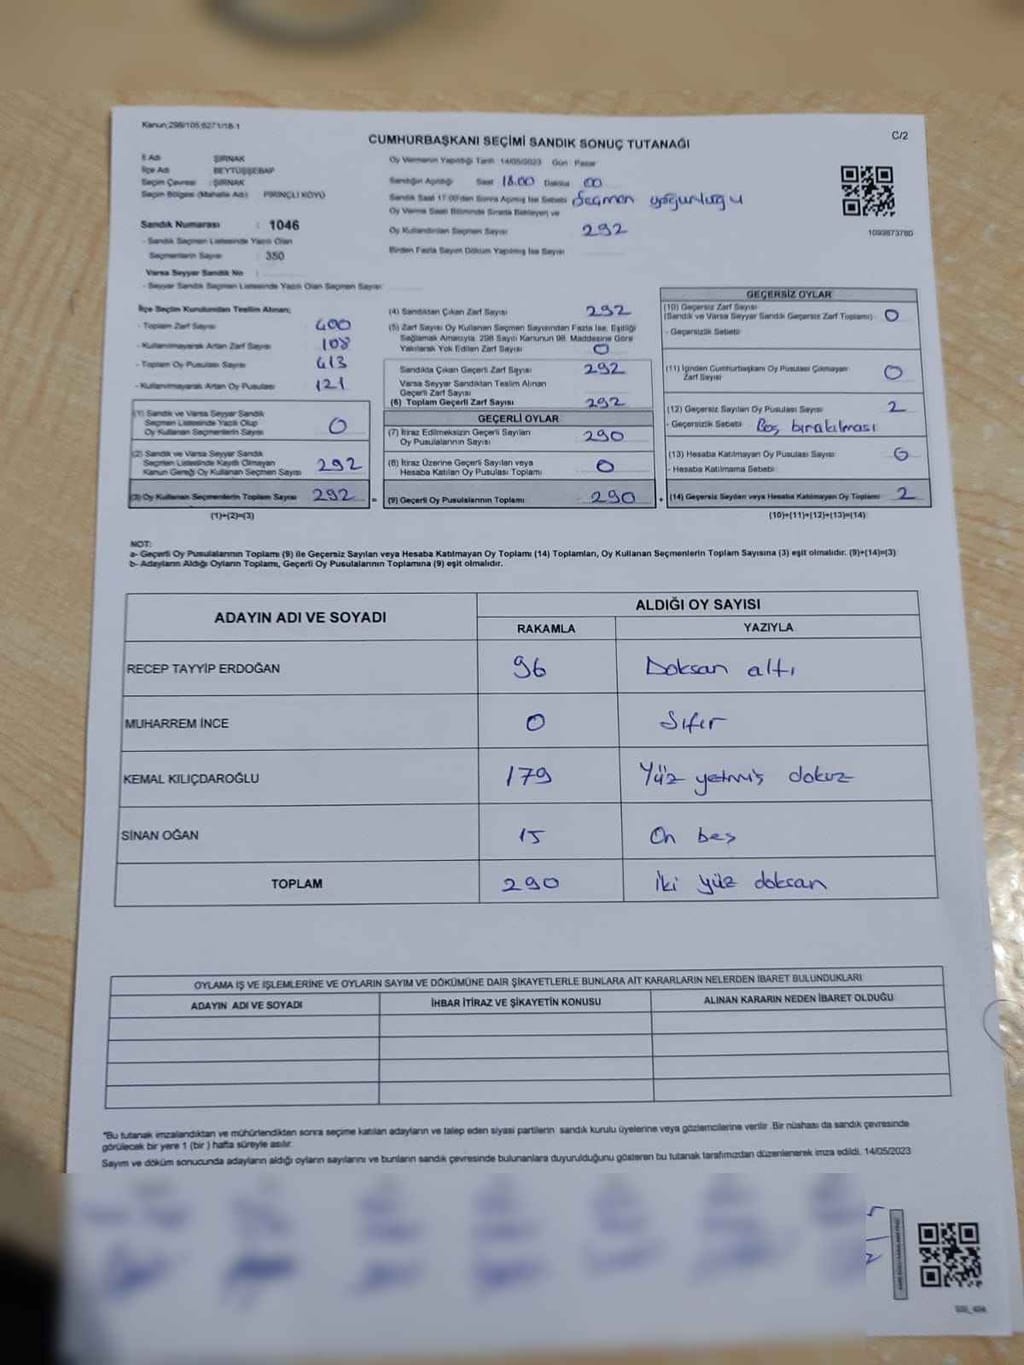 Kanun:298/105;6271/18-1
C/2
CUMHURBAŞKANI SEÇİMİ SANDIK SONUÇ TUTANAĞI
İl Adı : ŞIRNAK
İlçe Adı : BEYTÜŞŞEBAP
Seçim Çevresi : ŞIRNAK
Seçim Bölgesi (Mahalle Adı) : PİRİNÇLİ KÖYÜ
Sandık Numarası : 1046
- Sandık Seçmen Listesinde Yazılı Olan
Seçmenlerin Sayısı : 350
Varsa Seyyar Sandık No :
- Seyyar Sandık Seçmen Listesinde Yazılı Olan Seçmen Sayısı:
Oy Vermenin Yapıldığı Tarih 14/05/2023 Gün : Pazar
Sandığın Açıldığı Saat 18.00 Dakika 00
Sandık Saat 17:00'den Sonra Açılmış İse Sebebi Seçmen yoğunluğu
Oy Verme Saati Bitiminde Sırada Bekleyen ve
Oy Kullandırılan Seçmen Sayısı 292
Birden Fazla Sayım Döküm Yapılmış İse Sayısı
1093873780
İlçe Seçim Kurulundan Teslim Alınan;
- Toplam Zarf Sayısı 400
- Kullanılmayarak Artan Zarf Sayısı 108
- Toplam Oy Pusulası Sayısı 413
- Kullanılmayarak Artan Oy Pusulası 121
(1) Sandık ve Varsa Seyyar Sandık
Seçmen Listesinde Yazılı Olup
Oy Kullanan Seçmenlerin Sayısı 0
(2) Sandık ve Varsa Seyyar Sandık
Seçmen Listesinde Kayıtlı Olmayan
Kanun Gereği Oy Kullanan Seçmen Sayısı 292
(3) Oy Kullanan Seçmenlerin Toplam Sayısı 292 =
(1)+(2)=(3)
(4) Sandıktan Çıkan Zarf Sayısı 292
(5) Zarf Sayısı Oy Kullanan Seçmen Sayısından Fazla İse, Eşitliği
Sağlamak Amacıyla, 298 Sayılı Kanunun 98. Maddesine Göre
Yakılarak Yok Edilen Zarf Sayısı 0
Sandıkta Çıkan Geçerli Zarf Sayısı 292
Varsa Seyyar Sandıktan Teslim Alınan
Geçerli Zarf Sayısı
(6) Toplam Geçerli Zarf Sayısı 292
GEÇERLİ OYLAR
(7) İtiraz Edilmeksizin Geçerli Sayılan
Oy Pusulalarının Sayısı 290
(8) İtiraz Üzerine Geçerli Sayılan veya
Hesaba Katılan Oy Pusulası Toplamı 0
(9) Geçerli Oy Pusulalarının Toplamı 290 +
GEÇERSİZ OYLAR
(10) Geçersiz Zarf Sayısı
(Sandık ve Varsa Seyyar Sandık Geçersiz Zarf Toplamı) : 0
- Geçersizlik Sebebi:
(11) İçinden Cumhurbaşkanı Oy Pusulası Çıkmayan
Zarf Sayısı : 0
(12) Geçersiz Sayılan Oy Pusulası Sayısı : 2
- Geçersizlik Sebebi: Boş bırakılması
(13) Hesaba Katılmayan Oy Pusulası Sayısı : 0
- Hesaba Katılmama Sebebi:
(14) Geçersiz Sayılan veya Hesaba Katılmayan Oy Toplamı : 2
(10)+(11)+(12)+(13)=(14)
NOT:
a- Geçerli Oy Pusulalarının Toplamı (9) ile Geçersiz Sayılan veya Hesaba Katılmayan Oy Toplamı (14) Toplamları, Oy Kullanan Seçmenlerin Toplam Sayısına (3) eşit olmalıdır. (9)+(14)=(3)
b- Adayların Aldığı Oyların Toplamı, Geçerli Oy Pusulalarının Toplamına (9) eşit olmalıdır.
ADAYIN ADI VE SOYADI
ALDIĞI OY SAYISI
RAKAMLA YAZIYLA
RECEP TAYYİP ERDOĞAN 96 Doksan altı
MUHARREM İNCE 0 Sıfır
KEMAL KILIÇDAROĞLU 179 Yüz yetmiş dokuz
SİNAN OĞAN 15 On beş
TOPLAM 290 İki yüz doksan
OYLAMA İŞ VE İŞLEMLERİNE VE OYLARIN SAYIM VE DÖKÜMÜNE DAİR ŞİKAYETLERLE BUNLARA AİT KARARLARIN NELERDEN İBARET BULUNDUKLARI
ADAYIN ADI VE SOYADI İHBAR İTİRAZ VE ŞİKAYETİN KONUSU ALINAN KARARIN NEDEN İBARET OLDUĞU
*Bu tutanak imzalandıktan ve mühürlendikten sonra seçime katılan adayların ve talep eden siyasi partilerin sandık kurulu üyelerine veya gözlemcilerine verilir. Bir nüshası da sandık çevresinde
görülecek bir yere 1 (bir) hafta süreyle asılır.
Sayım ve döküm sonucunda adayların aldığı oyların sayılarını ve bunların sandık çevresinde bulunanlara duyurulduğunu gösteren bu tutanak tarafımızdan düzenlenerek imza edildi. 14/05/2023